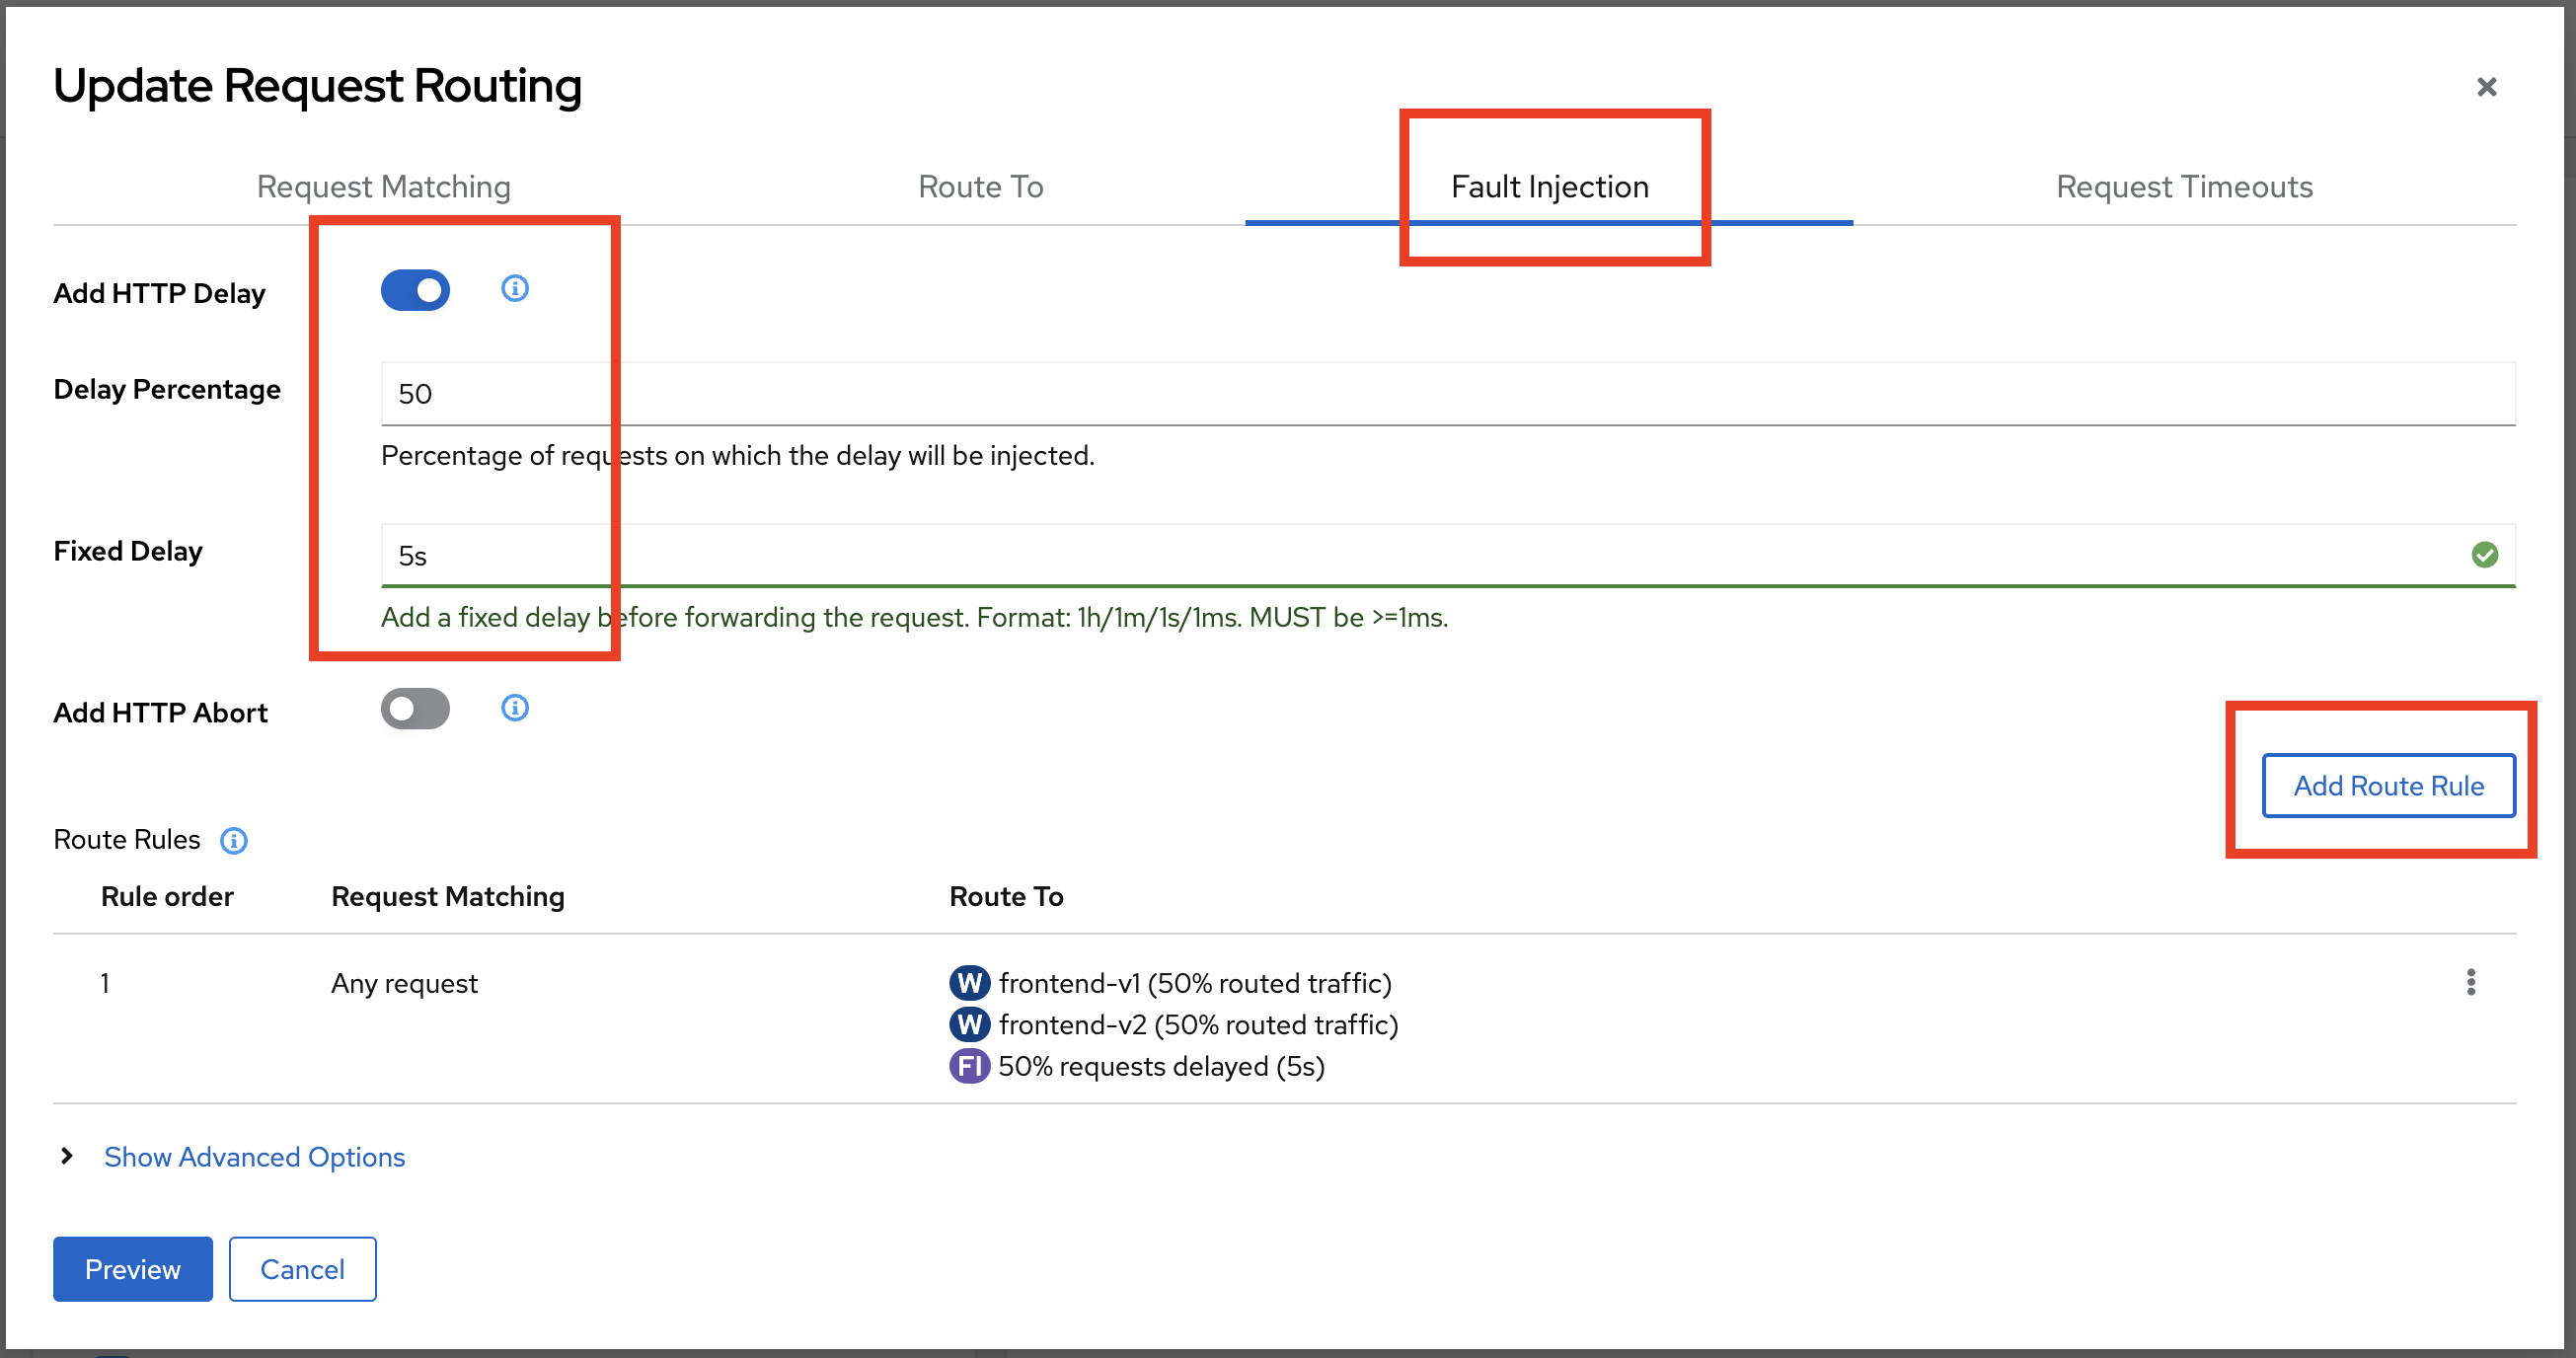 Update Request Routing
Request Matching
Route To
Fault Injection
Request Timeouts
Add HTTP Delay
Delay Percentage
50
Percentage of requests on which the delay will be injected.
Fixed Delay
5s
Add a fixed delay before forwarding the request. Format: 1h/1m/1s/1ms. MUST be >=1ms.
Add HTTP Abort
Add Route Rule
Route Rules
Rule order
Request Matching
Route To
1
Any request
W frontend-v1 (50% routed traffic)
W frontend-v2 (50% routed traffic)
FI 50% requests delayed (5s)
Show Advanced Options
Preview
Cancel